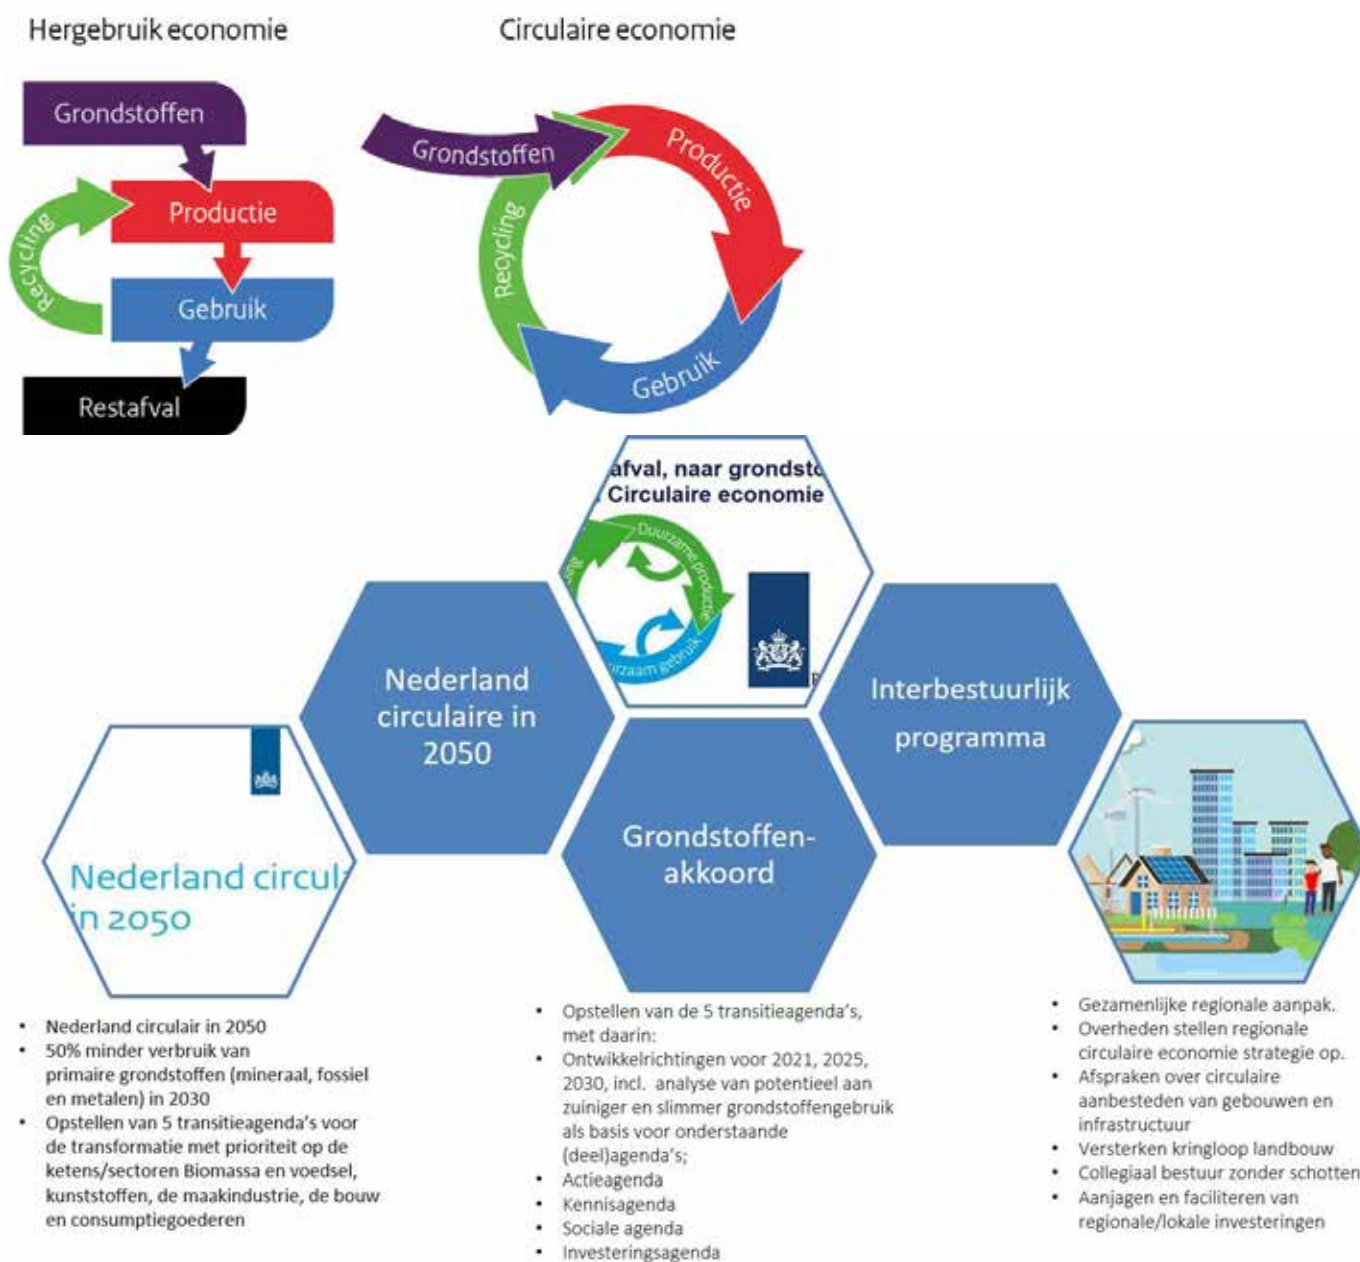 Hergebruik economie
Grondstoffen
Productie
Recycling
Gebruik
Restafval
Circulaire economie
Grondstoffen
Productie
Recycling
Gebruik
afval, naar grondsto
Circulaire economie
Duurzame productie
urzaam gebruik
Nederland
circulaire in
2050
Interbestuurlijk
programma
Nederland circul
in 2050
Grondstoffen-
akkoord
• Nederland circulair in 2050
• 50% minder verbruik van
primaire grondstoffen (mineraal, fossiel
en metalen) in 2030
• Opstellen van 5 transitieagenda's voor
de transformatie met prioriteit op de
ketens/sectoren Biomassa en voedsel,
kunststoffen, de maakindustrie, de bouw
en consumptiegoederen
• Opstellen van de 5 transitieagenda's,
met daarin:
• Ontwikkelrichtingen voor 2021, 2025,
2030, incl. analyse van potentieel aan
zuiniger en slimmer grondstoffengebruik
als basis voor onderstaande
(deel)agenda's;
• Actieagenda
• Kennisagenda
• Sociale agenda
• Investeringsagenda
• Gezamenlijke regionale aanpak.
• Overheden stellen regionale
circulaire economie strategie op.
• Afspraken over circulaire
aanbesteden van gebouwen en
infrastructuur
• Versterken kringloop landbouw
• Collegiaal bestuur zonder schotten
• Aanjagen en faciliteren van
regionale/lokale investeringen